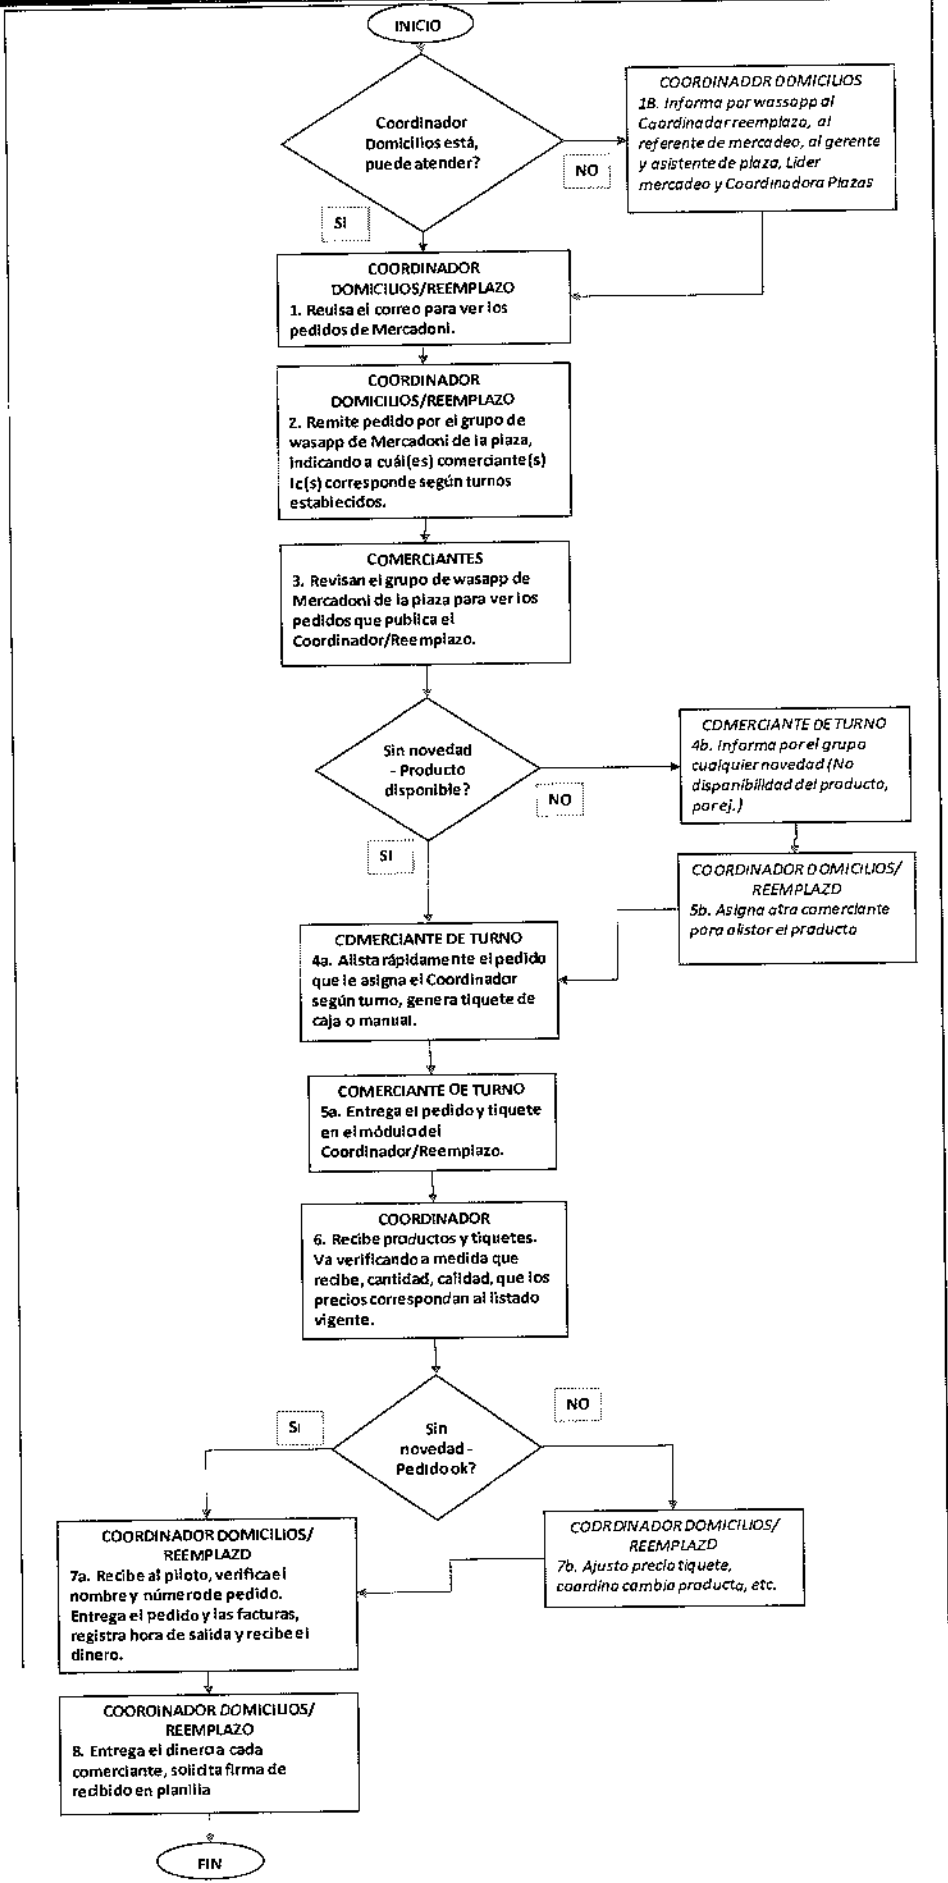 INICIO
Coordinador
Domicilios está,
puede atender?
NO
SI
COORDINADOR DOMICILIOS
1B. Informa por wassapp al
Coordinador reemplazo, al
referente de mercadeo, al gerente
y asistente de plaza, Lider
mercadeo y Coordinadora Plazas
COORDINADOR
DOMICILIOS/REEMPLAZO
1. Revisa el correo para ver los
pedidos de Mercadoni.
COORDINADOR
DOMICILIOS/REEMPLAZO
2. Remite pedido por el grupo de
wasapp de Mercadoni de la plaza,
indicando a cuál(es) comerciante(s)
le(s) corresponde según turnos
establecidos.
COMERCIANTES
3. Revisan el grupo de wasapp de
Mercadoni de la plaza para ver los
pedidos que publica el
Coordinador/Reemplazo.
Sin novedad
- Producto
disponible?
NO
SI
COMERCIANTE DE TURNO
4b. Informa por el grupo
cualquier novedad (No
disponibilidad del producto,
por ej.)
COORDINADOR DOMICILIOS/
REEMPLAZO
5b. Asigna otro comerciante
para alistar el producto
COMERCIANTE DE TURNO
4a. Alista rápidamente el pedido
que le asigna el Coordinador
según turno, genera tiquete de
caja o manual.
COMERCIANTE DE TURNO
5a. Entrega el pedido y tiquete
en el módulo del
Coordinador/Reemplazo.
COORDINADOR
6. Recibe productos y tiquetes.
Va verificando a medida que
recibe, cantidad, calidad, que los
precios correspondan al listado
vigente.
Sin
novedad -
Pedido ok?
SI
NO
COORDINADOR DOMICILIOS/
REEMPLAZO
7a. Recibe al piloto, verifica el
nombre y número de pedido.
Entrega el pedido y las facturas,
registra hora de salida y recibe el
dinero.
COORDINADOR DOMICILIOS/
REEMPLAZO
7b. Ajusta precio tiquete,
coordina cambio producto, etc.
COORDINADOR DOMICILIOS/
REEMPLAZO
8. Entrega el dinero a cada
comerciante, solicita firma de
recibido en planilla
FIN